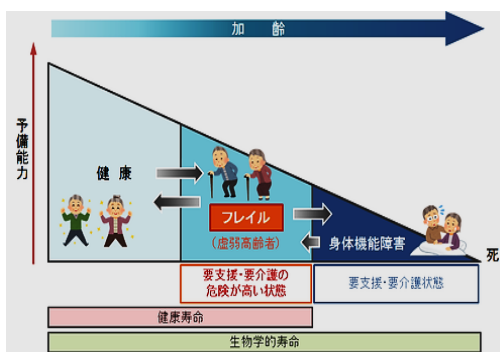 加齢
予備能力
健康
フレイル
(虚弱高齢者)
身体機能障害
死
要支援・要介護の
危険が高い状態
要支援・要介護状態
健康寿命
生物学的寿命